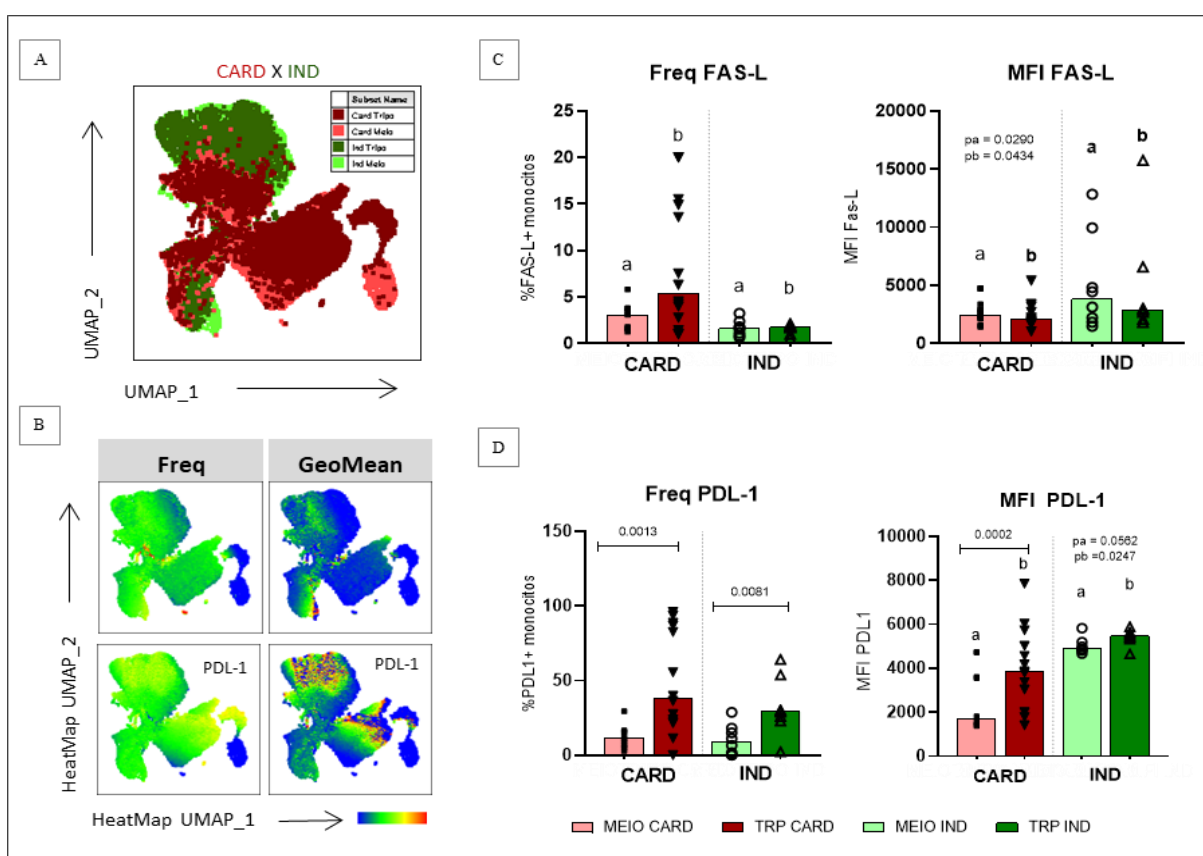 A
CARD X IND
Subset Name
Card Tripo
Card Meio
Ind Tripo
Ind Meio
UMAP_2
UMAP_1
B
Freq
GeoMean
PDL-1
PDL-1
HeatMap UMAP_2
HeatMap UMAP_1
C
Freq FAS-L
%FAS-L+ monocitos
25
20
15
10
5
0
a
b
a
b
CARD
IND
MFI FAS-L
MFI Fas-L
20000
15000
10000
5000
0
pa = 0.0290
pb = 0.0434
a
b
a
b
CARD
IND
D
Freq PDL-1
%PDL1+ monocitos
150
100
50
0
0.0013
0.0081
CARD
IND
MFI PDL-1
MFI PDL1
10000
8000
6000
4000
2000
0
0.0002
pa = 0.0562
pb =0.0247
a
b
a
b
CARD
IND
MEIO CARD
TRP CARD
MEIO IND
TRP IND